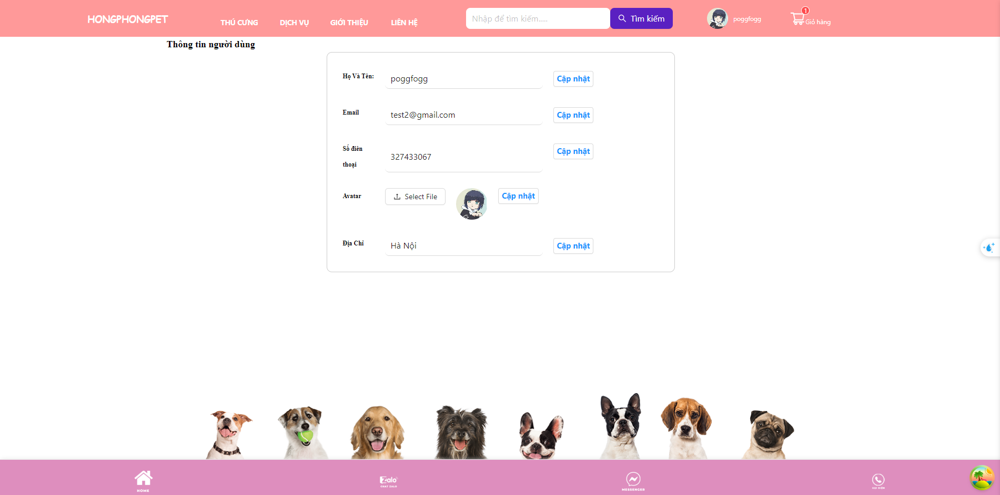 HONGPHONGPET
THÚ CƯNG
DỊCH VỤ
GIỚI THIỆU
LIÊN HỆ
Nhập để tìm kiếm.....
Tìm kiếm
poggfogg
1
Giỏ hàng
Thông tin người dùng
Họ Và Tên:
poggfogg
Cập nhật
Email
test2@gmail.com
Cập nhật
Số điên
thoại
327433067
Cập nhật
Avatar
Select File
Cập nhật
Địa Chỉ
Hà Nội
Cập nhật
HOME
Zalo
CHAT ZALO
MESSENGER
GỌI ĐIỆN